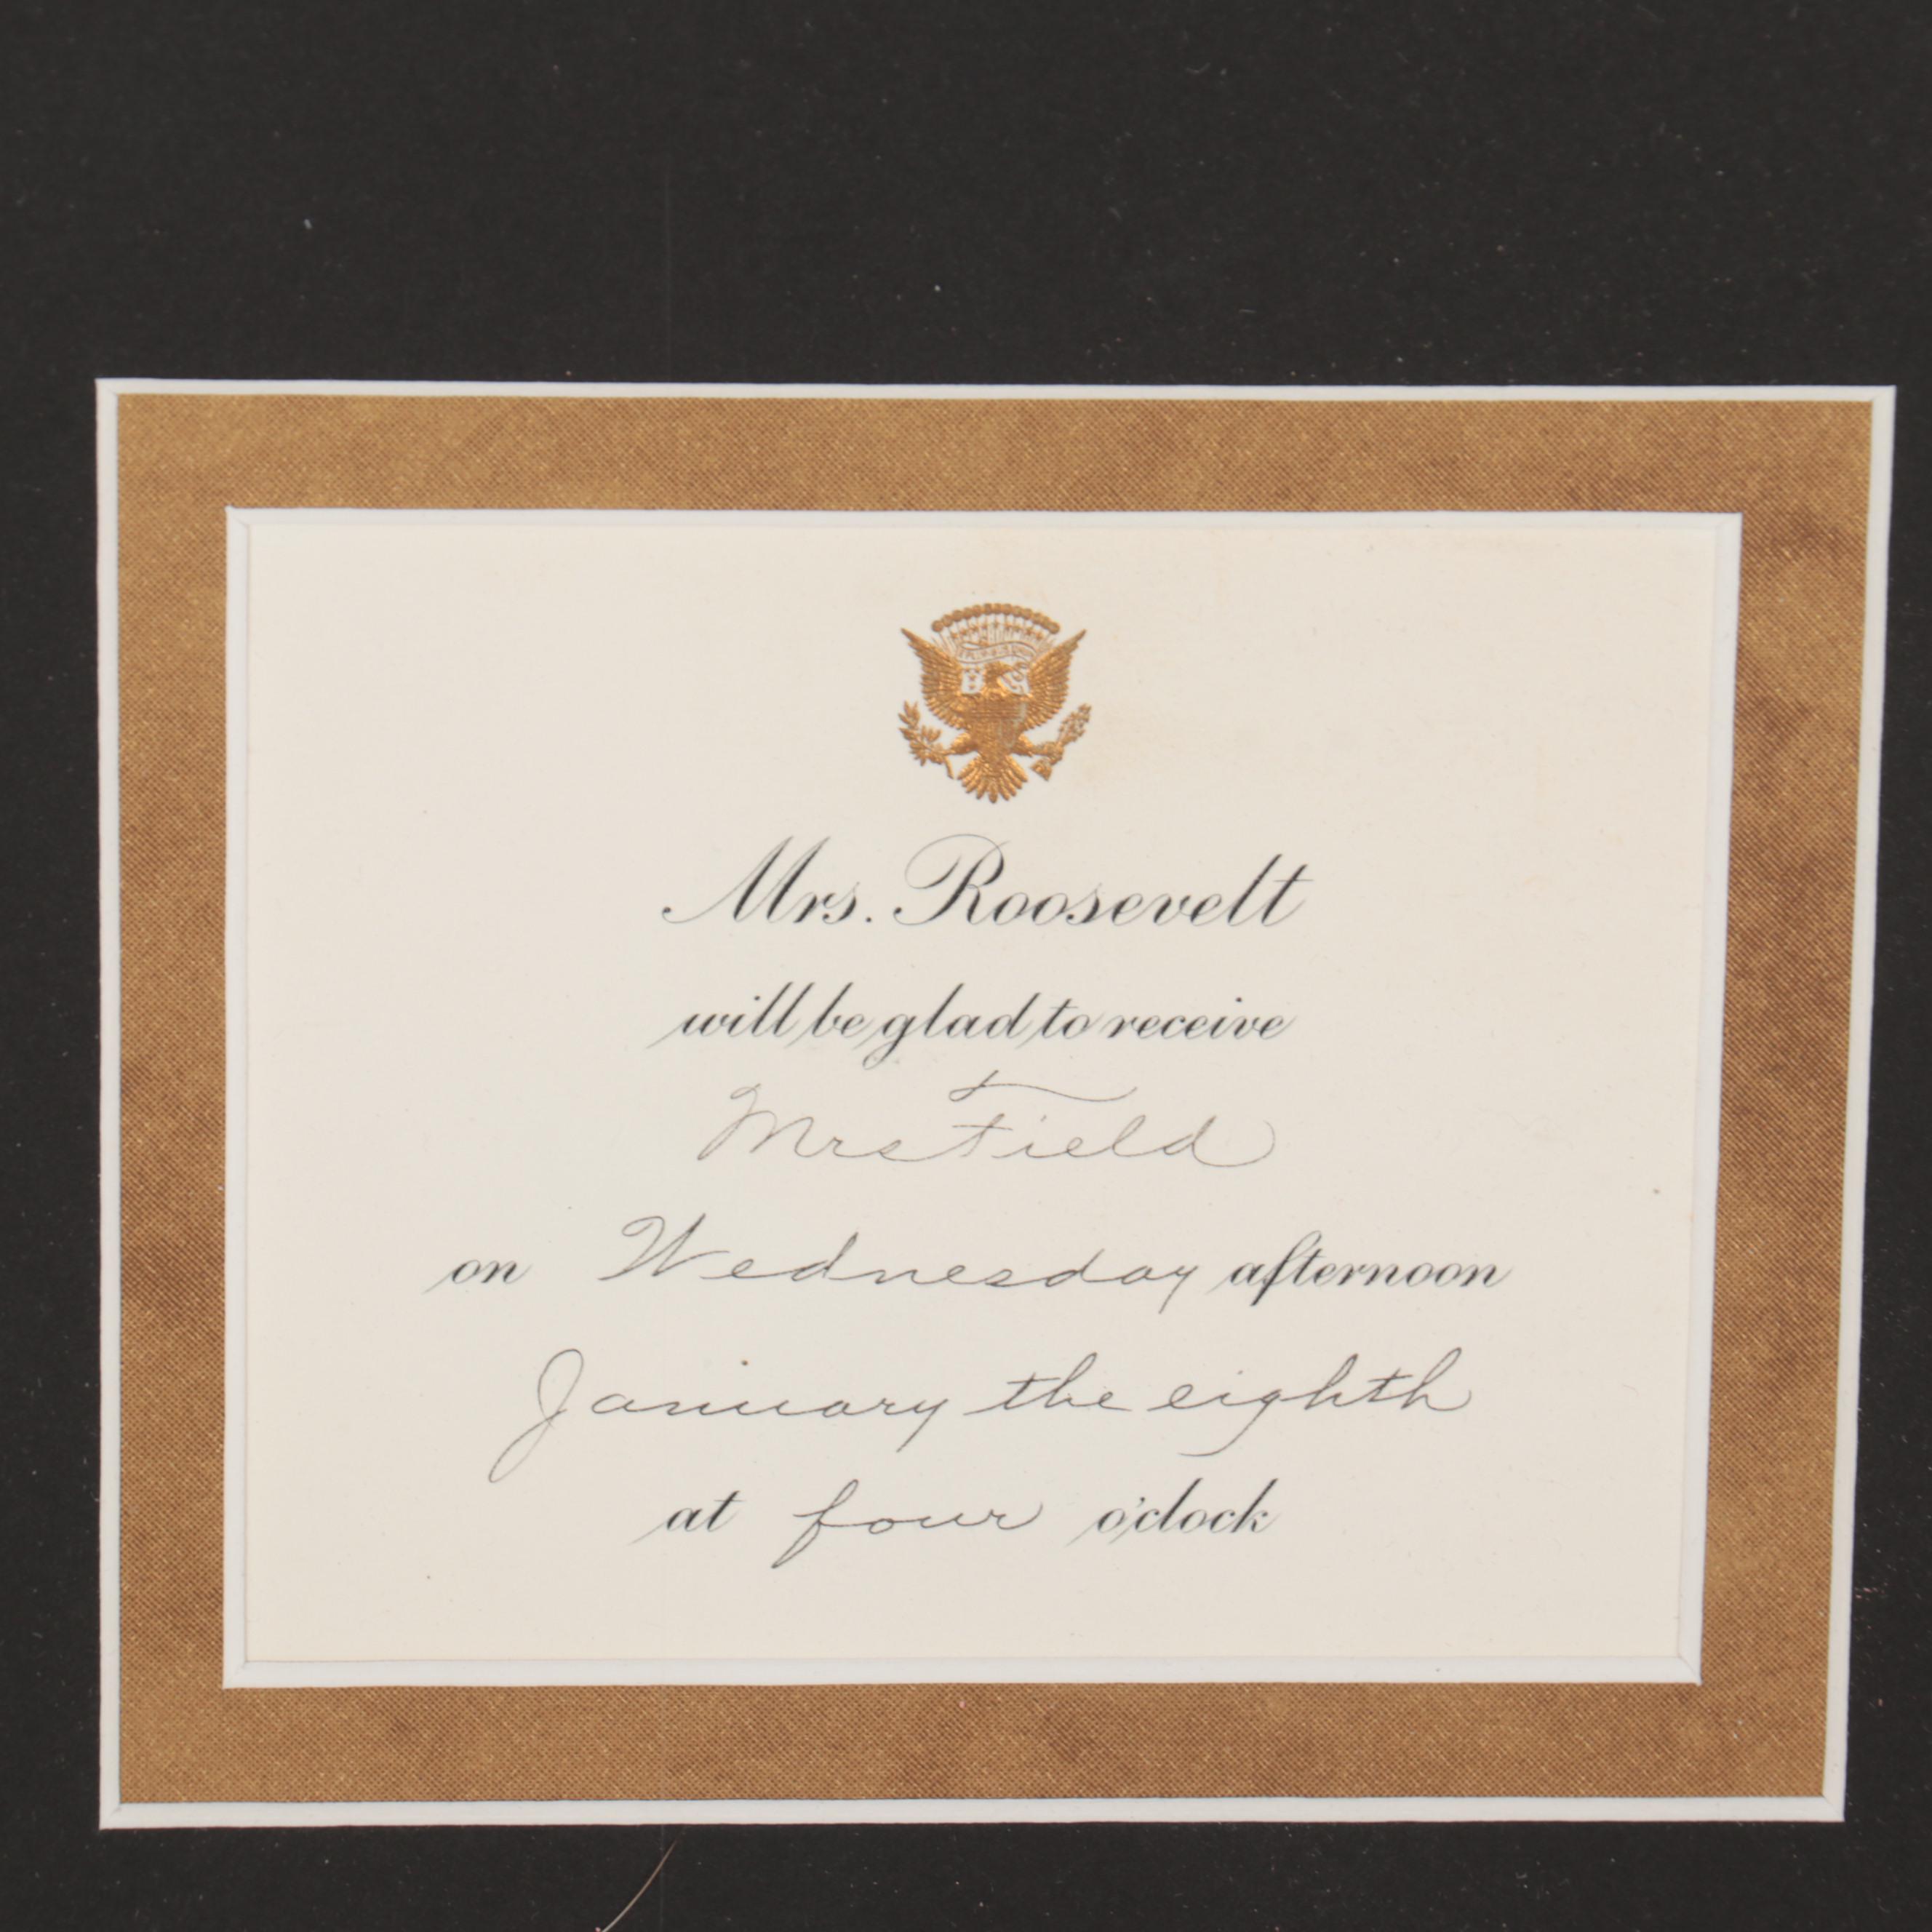 Mrs. Roosevelt
will be glad to receive
Mrs Field
on Wednesday afternoon
January the eighth
at four o'clock